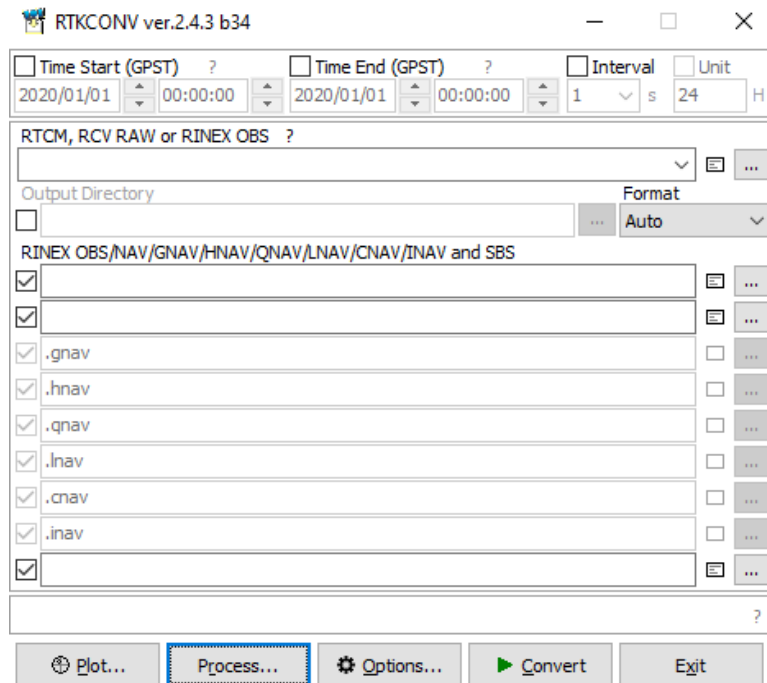 RTKCONV ver.2.4.3 b34
Time Start (GPST) ? Time End (GPST) ? Interval Unit
2020/01/01 00:00:00 2020/01/01 00:00:00 1 s 24 H
RTCM, RCV RAW or RINEX OBS ?
...
Output Directory Format
... Auto
RINEX OBS/NAV/GNAV/HNAV/QNAV/LNAV/CNAV/INAV and SBS
...
...
.gnav ...
.hnav ...
.qnav ...
.lnav ...
.cnav ...
.inav ...
...
?
Plot... Process... Options... Convert Exit